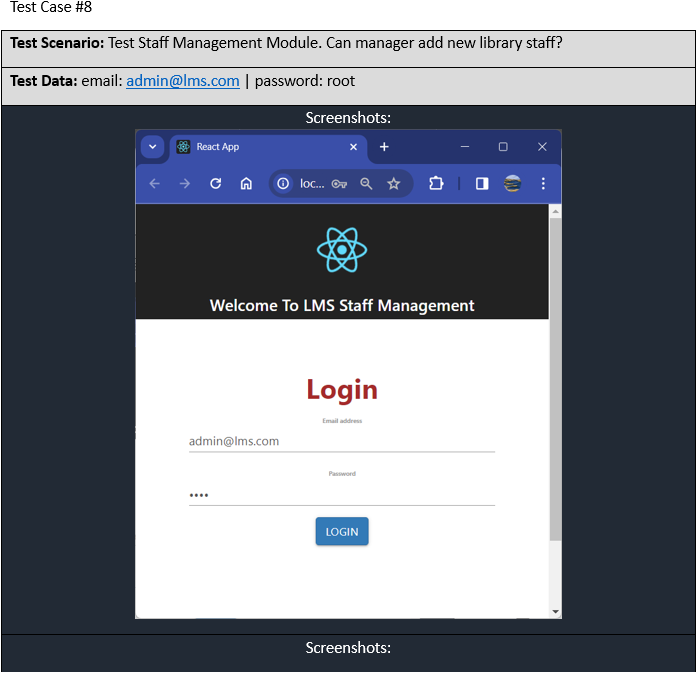 Test Case #8
Test Scenario: Test Staff Management Module. Can manager add new library staff?
Test Data: email: admin@lms.com | password: root
Screenshots:
React App
loc...
Welcome To LMS Staff Management
Login
Email address
admin@lms.com
Password
••••
LOGIN
Screenshots: